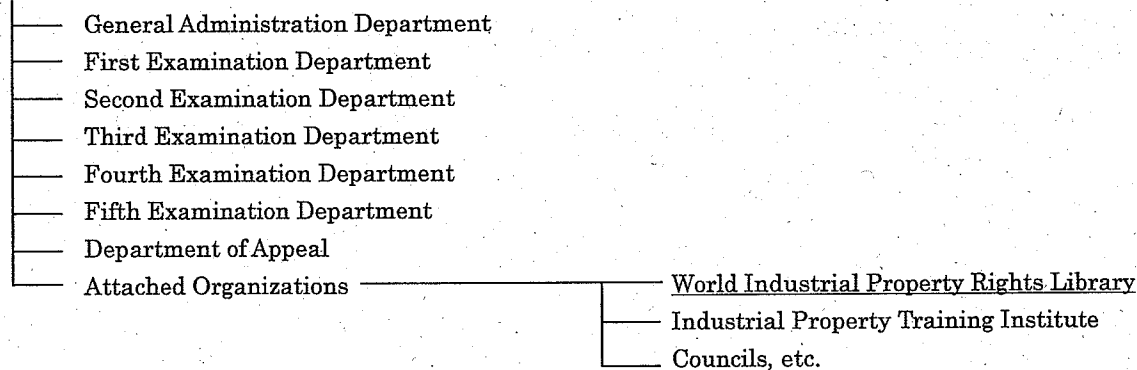 General Administration Department
First Examination Department
Second Examination Department
Third Examination Department
Fourth Examination Department
Fifth Examination Department
Department of Appeal
Attached Organizations
World Industrial Property Rights Library
Industrial Property Training Institute
Councils, etc.